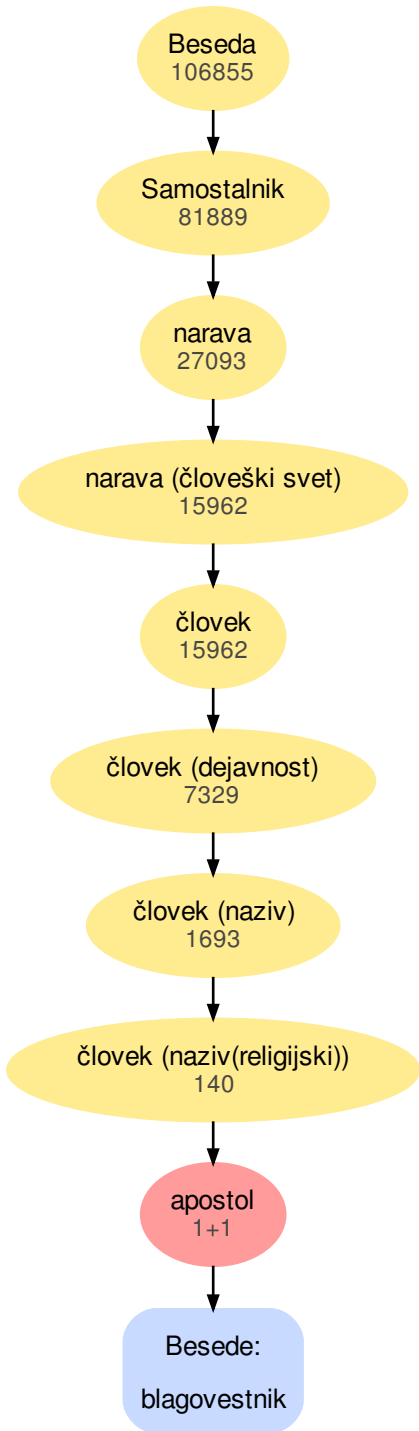 Beseda
106855
Samostalnik
81889
narava
27093
narava (človeški svet)
15962
človek
15962
človek (dejavnost)
7329
človek (naziv)
1693
človek (naziv(religijski))
140
apostol
1+1
Besede:
blagovestnik